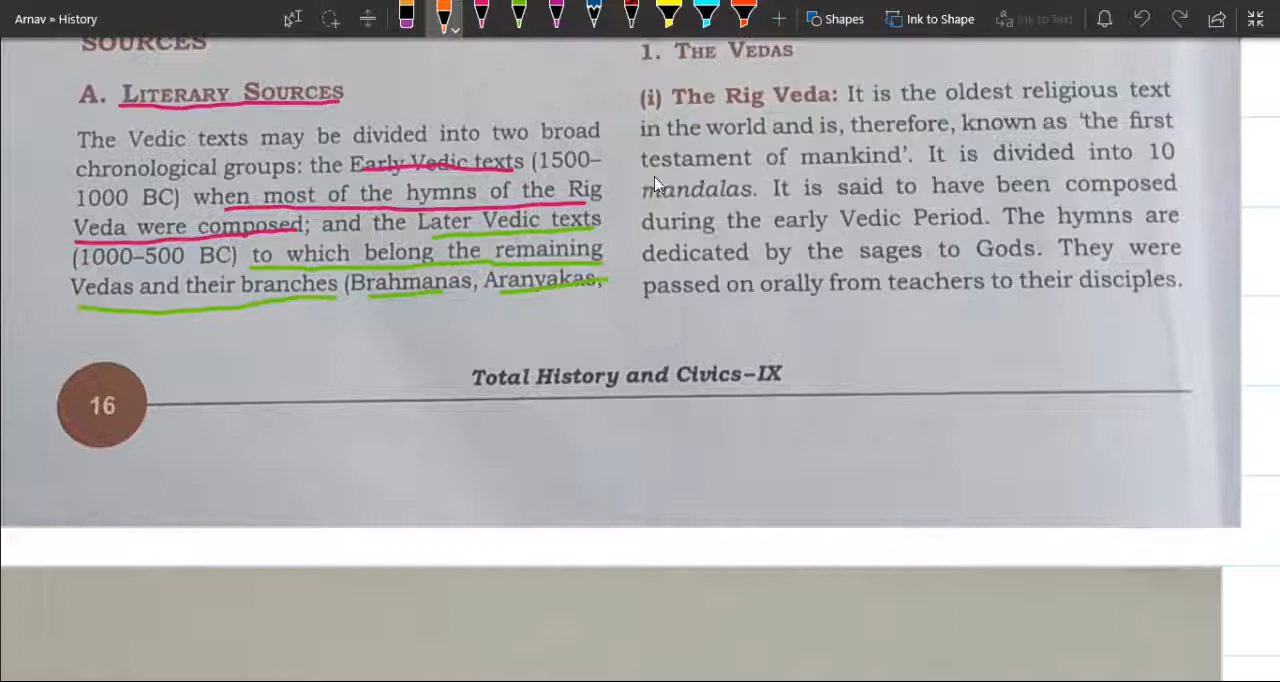 Arnav » History
Shapes
Ink to Shape
Ink to Text
SOURCES
A. LITERARY SOURCES
The Vedic texts may be divided into two broad
chronological groups: the Early Vedic texts (1500–
1000 BC) when most of the hymns of the Rig
Veda were composed; and the Later Vedic texts
(1000–500 BC) to which belong the remaining
Vedas and their branches (Brahmanas, Aranyakas,
1. THE VEDAS
(i) The Rig Veda: It is the oldest religious text
in the world and is, therefore, known as 'the first
testament of mankind'. It is divided into 10
mandalas. It is said to have been composed
during the early Vedic Period. The hymns are
dedicated by the sages to Gods. They were
passed on orally from teachers to their disciples.
Total History and Civics–IX
16